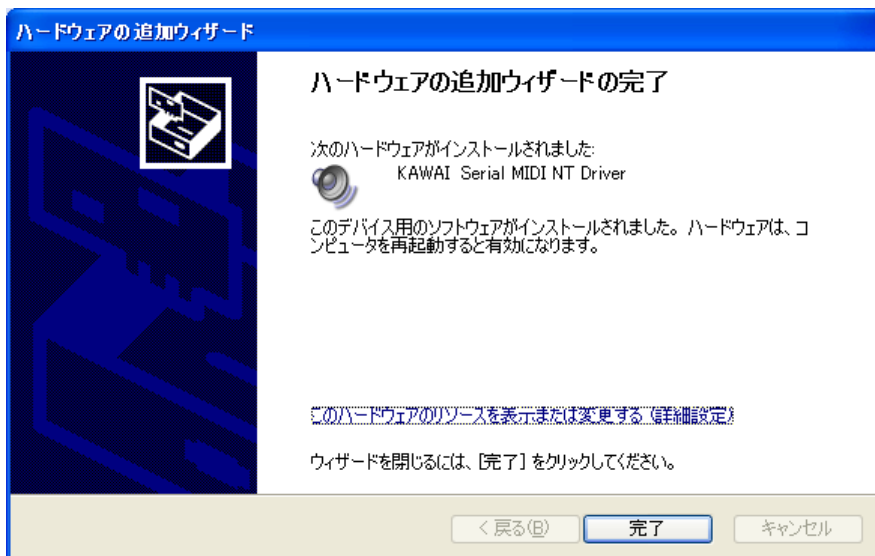 ハードウェアの追加ウィザード
ハードウェアの追加ウィザードの完了
次のハードウェアがインストールされました:
KAWAI Serial MIDI NT Driver
このデバイス用のソフトウェアがインストールされました。ハードウェアは、コ
ンピュータを再起動すると有効になります。
このハードウェアのリソースを表示または変更する (詳細設定)
ウィザードを閉じるには、[完了] をクリックしてください。
< 戻る(B)
完了
キャンセル